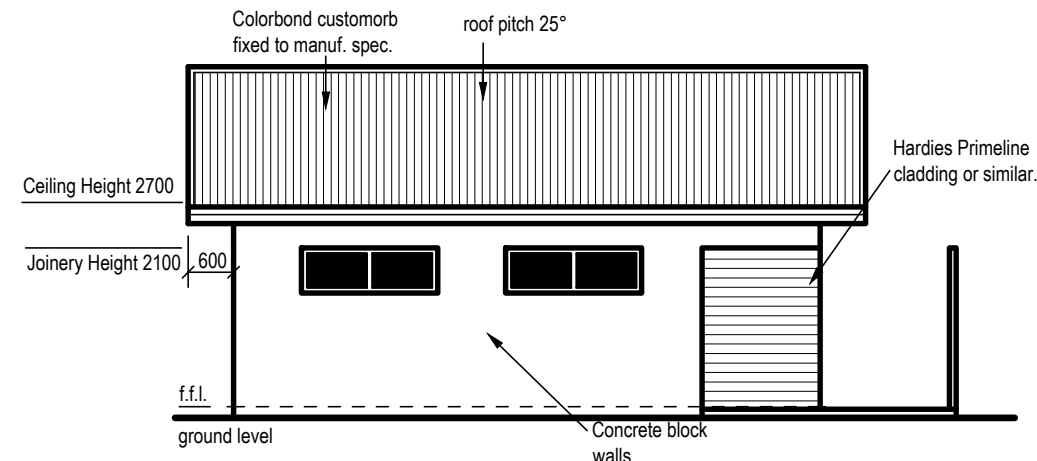 Colorbond customorb
fixed to manuf. spec.
roof pitch 25°
Hardies Primeline
cladding or similar.
Ceiling Height 2700
Joinery Height 2100
600
f.f.l.
ground level
Concrete block
walls